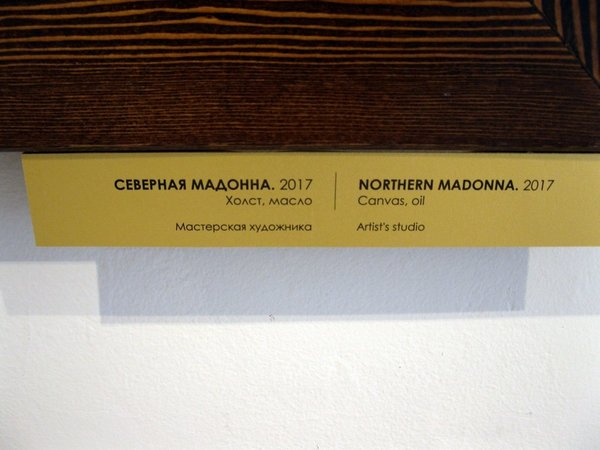 СЕВЕРНАЯ МАДОННА. 2017
Холст, масло
Мастерская художника
NORTHERN MADONNA. 2017
Canvas, oil
Artist's studio